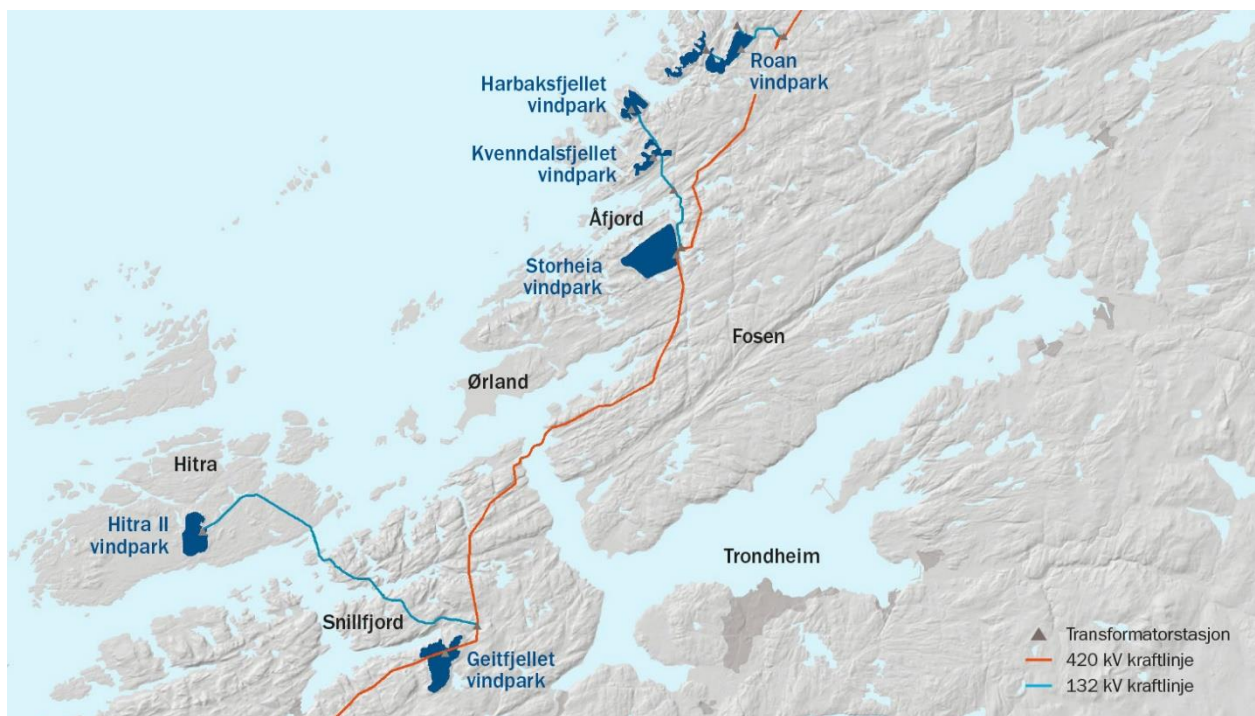 Roan
vindpark
Harbaksfjellet
vindpark
Kvenndalsfjellet
vindpark
Åfjord
Storheia
vindpark
Fosen
Ørland
Hitra
Hitra II
vindpark
Trondheim
Snillfjord
Geitfjellet
vindpark
Transformatorstasjon
420 kV kraftlinje
132 kV kraftlinje